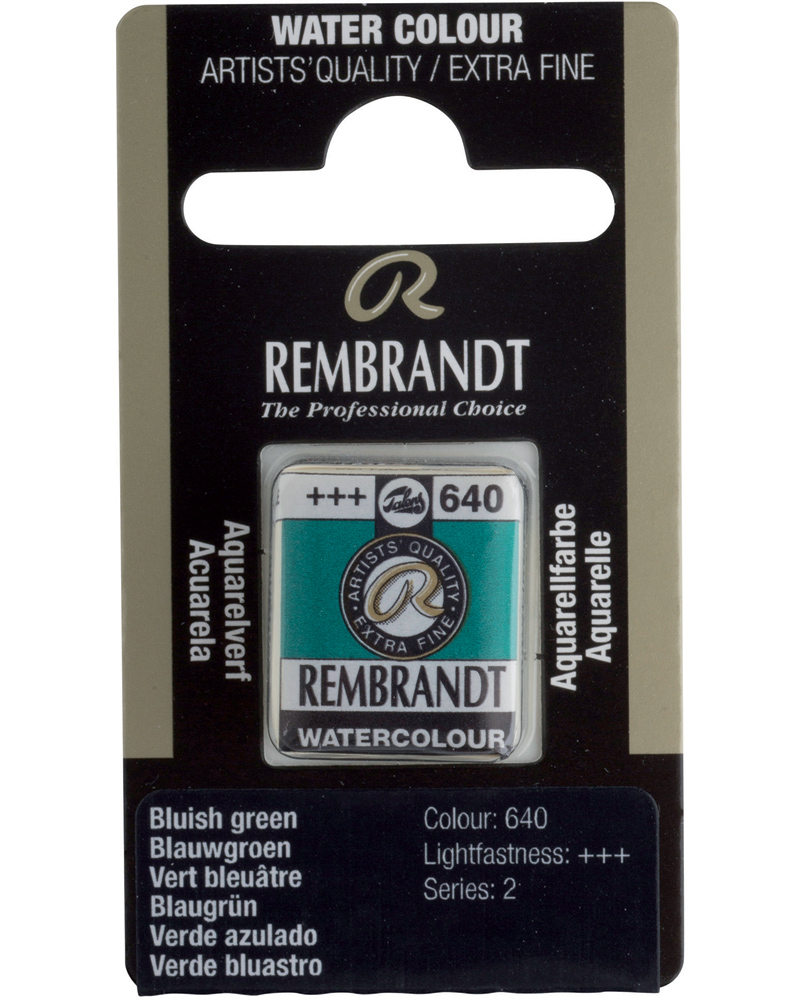 WATER COLOUR
ARTISTS' QUALITY / EXTRA FINE
R
REMBRANDT
The Professional Choice
+++ Talens 640
ARTISTS' QUALITY
R
EXTRA FINE
REMBRANDT
WATERCOLOUR
Aquarelverf
Acuarela
Aquarellfarbe
Aquarelle
Bluish green
Blauwgroen
Vert bleuâtre
Blaugrün
Verde azulado
Verde bluastro
Colour: 640
Lightfastness: +++
Series: 2